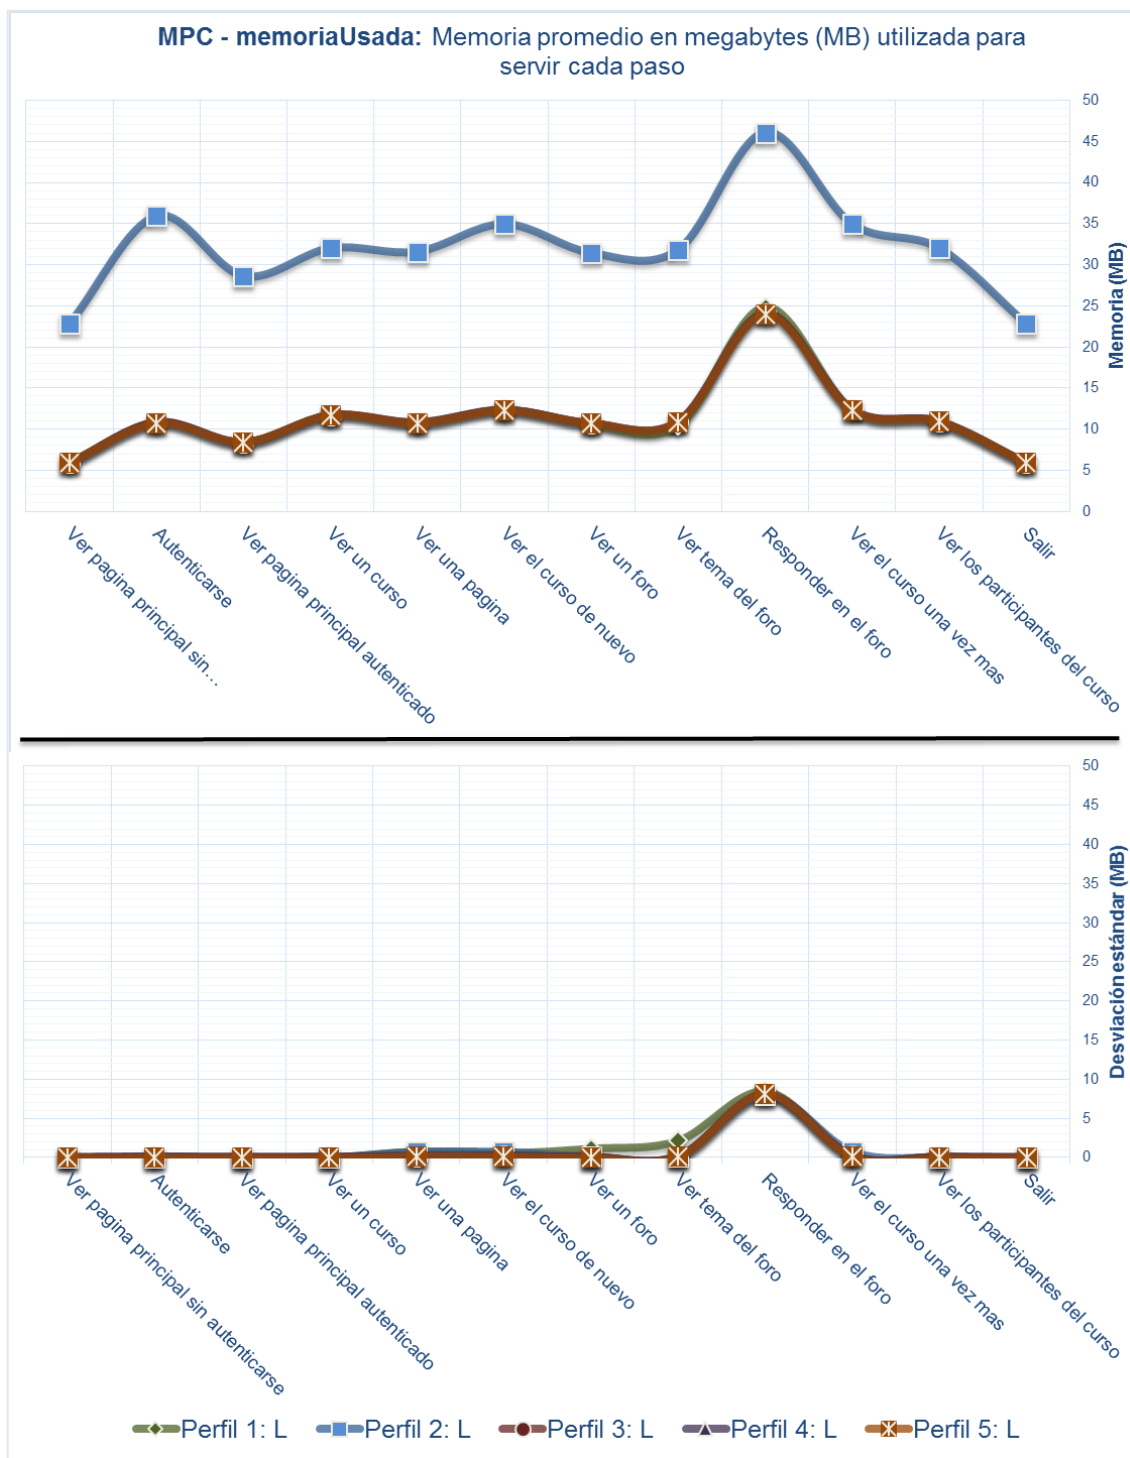 MPC - memoriaUsada: Memoria promedio en megabytes (MB) utilizada para
servir cada paso
50
45
40
35
30
25
20
15
10
5
0
Memoria (MB)
Ver pagina principal sin...
Autenticarse
Ver pagina principal autenticado
Ver un curso
Ver una pagina
Ver el curso de nuevo
Ver un foro
Ver tema del foro
Responder en el foro
Ver el curso una vez mas
Ver los participantes del curso
Salir
50
45
40
35
30
25
20
15
10
5
0
Desviación estándar (MB)
Ver pagina principal sin autenticarse
Autenticarse
Ver pagina principal autenticado
Ver un curso
Ver una pagina
Ver el curso de nuevo
Ver un foro
Ver tema del foro
Responder en el foro
Ver el curso una vez mas
Ver los participantes del curso
Salir
Perfil 1: L Perfil 2: L Perfil 3: L Perfil 4: L Perfil 5: L